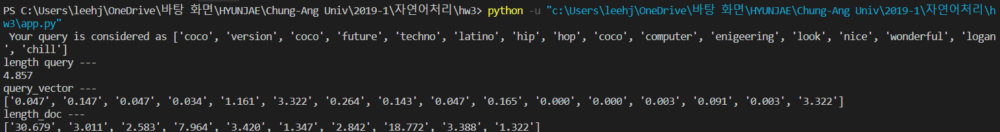 PS C:\Users\leehj\OneDrive\바탕 화면\HYUNJAE\Chung-Ang Univ\2019-1\자연어처리\hw3> python -u "c:\Users\leehj\OneDrive\바탕 화면\HYUNJAE\Chung-Ang Univ\2019-1\자연어처리\h
w3\app.py"
Your query is considered as ['coco', 'version', 'coco', 'future', 'techno', 'latino', 'hip', 'hop', 'coco', 'computer', 'enigeering', 'look', 'nice', 'wonderful', 'logan
', 'chill']
length query ---
4.857
query_vector ---
['0.047', '0.147', '0.047', '0.034', '1.161', '3.322', '0.264', '0.143', '0.047', '0.165', '0.000', '0.000', '0.003', '0.091', '0.003', '3.322']
length_doc ---
['30.679', '3.011', '2.583', '7.964', '3.420', '1.347', '2.842', '18.772', '3.388', '1.322']